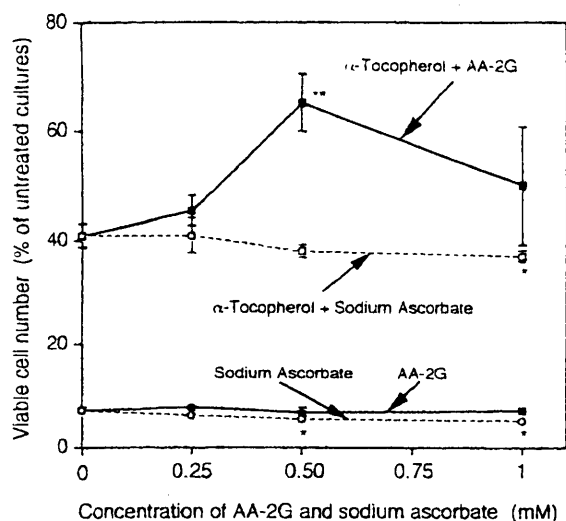 80
α-Tocopherol + AA-2G
**
60
40
*
α-Tocopherol + Sodium Ascorbate
20
Sodium Ascorbate AA-2G
0
* *
0 0.25 0.50 0.75 1
Viable cell number (% of untreated cultures)
Concentration of AA-2G and sodium ascorbate (mM)